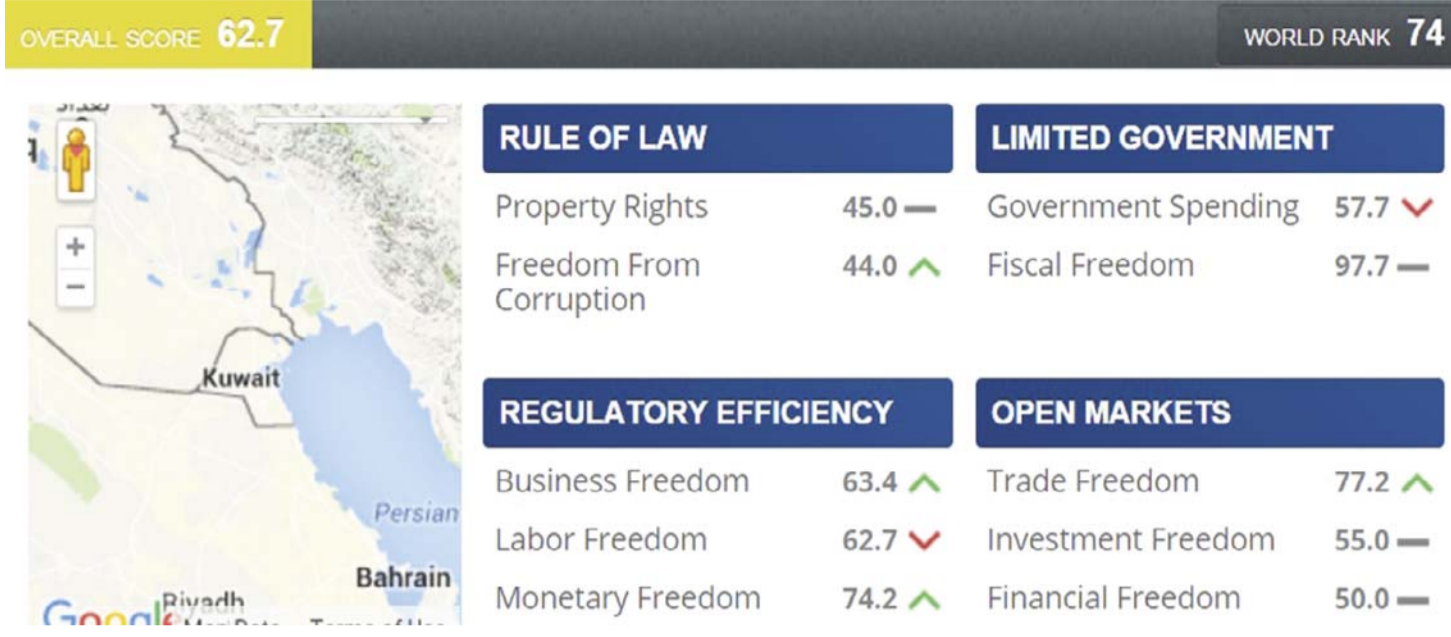 OVERALL SCORE 62.7
WORLD RANK 74
RULE OF LAW
Property Rights 45.0
Freedom From
Corruption 44.0
LIMITED GOVERNMENT
Government Spending 57.7
Fiscal Freedom 97.7
Kuwait
Persian
Bahrain
Riyadh
Google
REGULATORY EFFICIENCY
Business Freedom 63.4
Labor Freedom 62.7
Monetary Freedom 74.2
OPEN MARKETS
Trade Freedom 77.2
Investment Freedom 55.0
Financial Freedom 50.0